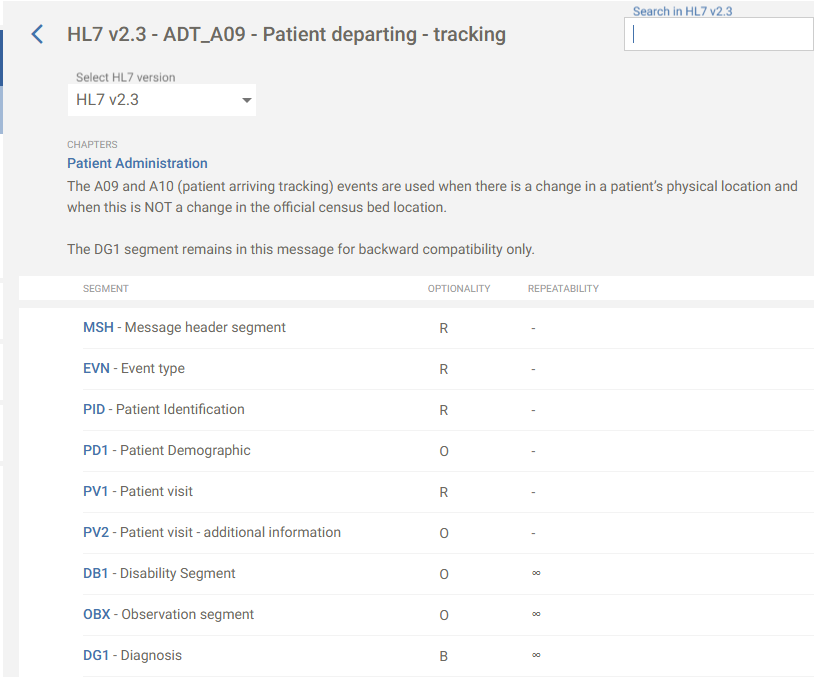 Search in HL7 v2.3
HL7 v2.3 - ADT_A09 - Patient departing - tracking
Select HL7 version
HL7 v2.3
CHAPTERS
Patient Administration
The A09 and A10 (patient arriving tracking) events are used when there is a change in a patient’s physical location and
when this is NOT a change in the official census bed location.
The DG1 segment remains in this message for backward compatibility only.
SEGMENT OPTIONALITY REPEATABILITY
MSH - Message header segment R -
EVN - Event type R -
PID - Patient Identification R -
PD1 - Patient Demographic O -
PV1 - Patient visit R -
PV2 - Patient visit - additional information O -
DB1 - Disability Segment O ∞
OBX - Observation segment O ∞
DG1 - Diagnosis B ∞